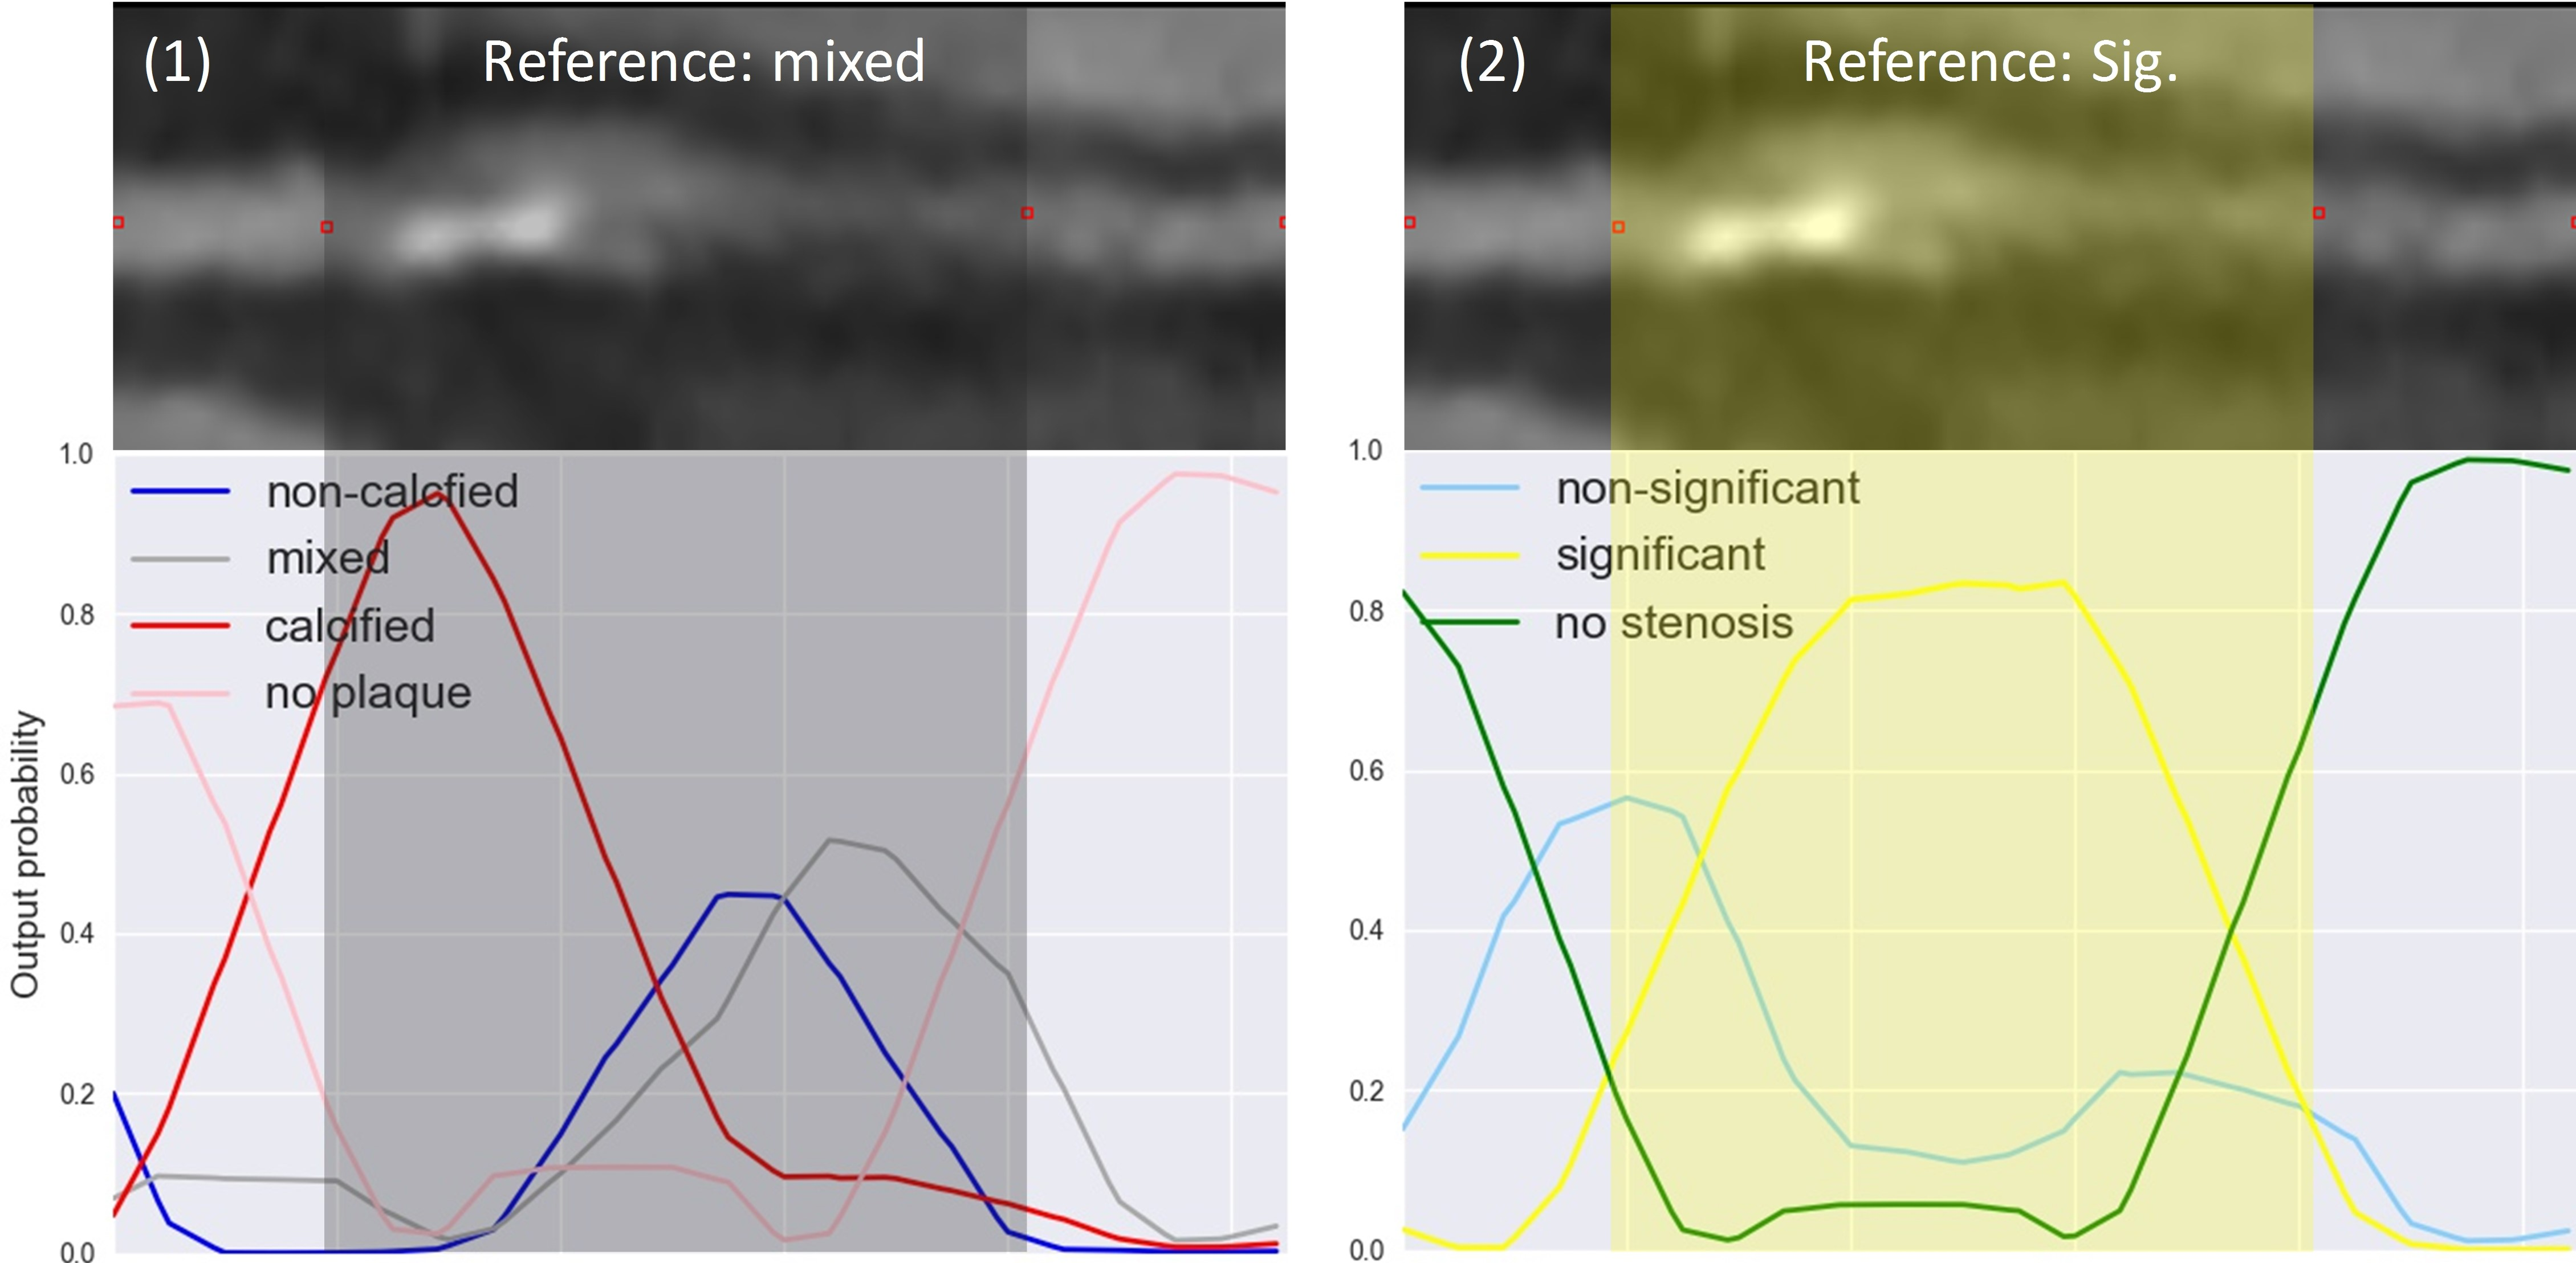 (1)
Reference: mixed
1.0
0.8
0.6
0.4
0.2
0.0
Output probability
non-calcfied
mixed
calcified
no plaque
(2)
Reference: Sig.
1.0
0.8
0.6
0.4
0.2
0.0
non-significant
significant
no stenosis